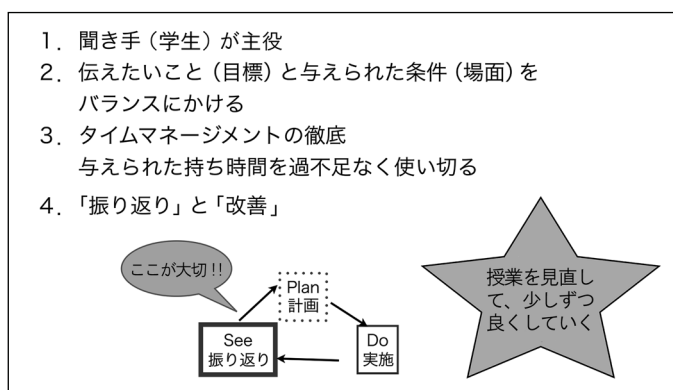 1．聞き手（学生）が主役
2．伝えたいこと（目標）と与えられた条件（場面）を
バランスにかける
3．タイムマネージメントの徹底
与えられた持ち時間を過不足なく使い切る
4．「振り返り」と「改善」
ここが大切!!
Plan
計画
See
振り返り
Do
実施
授業を見直し
て、少しずつ
良くしていく